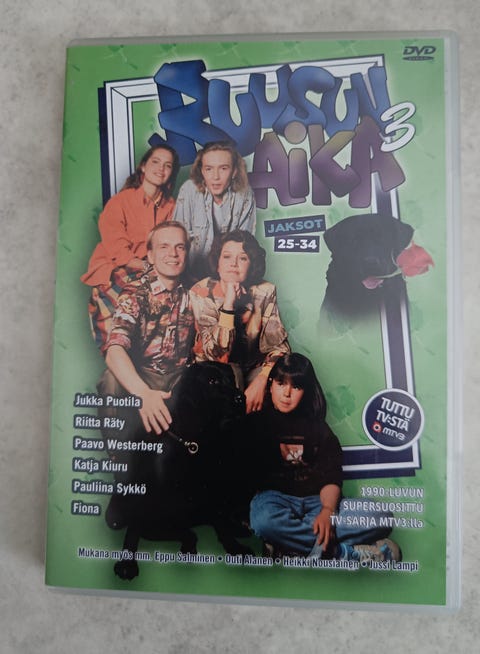 DVD
VIDEO
RUUSUN
AIKA 3
JAKSOT
25-34
Jukka Puotila
Riitta Räty
Paavo Westerberg
Katja Kiuru
Pauliina Sykkö
Fiona
TUTTU
TV:STÄ
MTV3
1990-LUVUN
SUPERSUOSITTU
TV-SARJA MTV3:lla
Mukana myös mm. Eppu Salminen • Outi Alanen • Heikki Nousiainen • Jussi Lampi